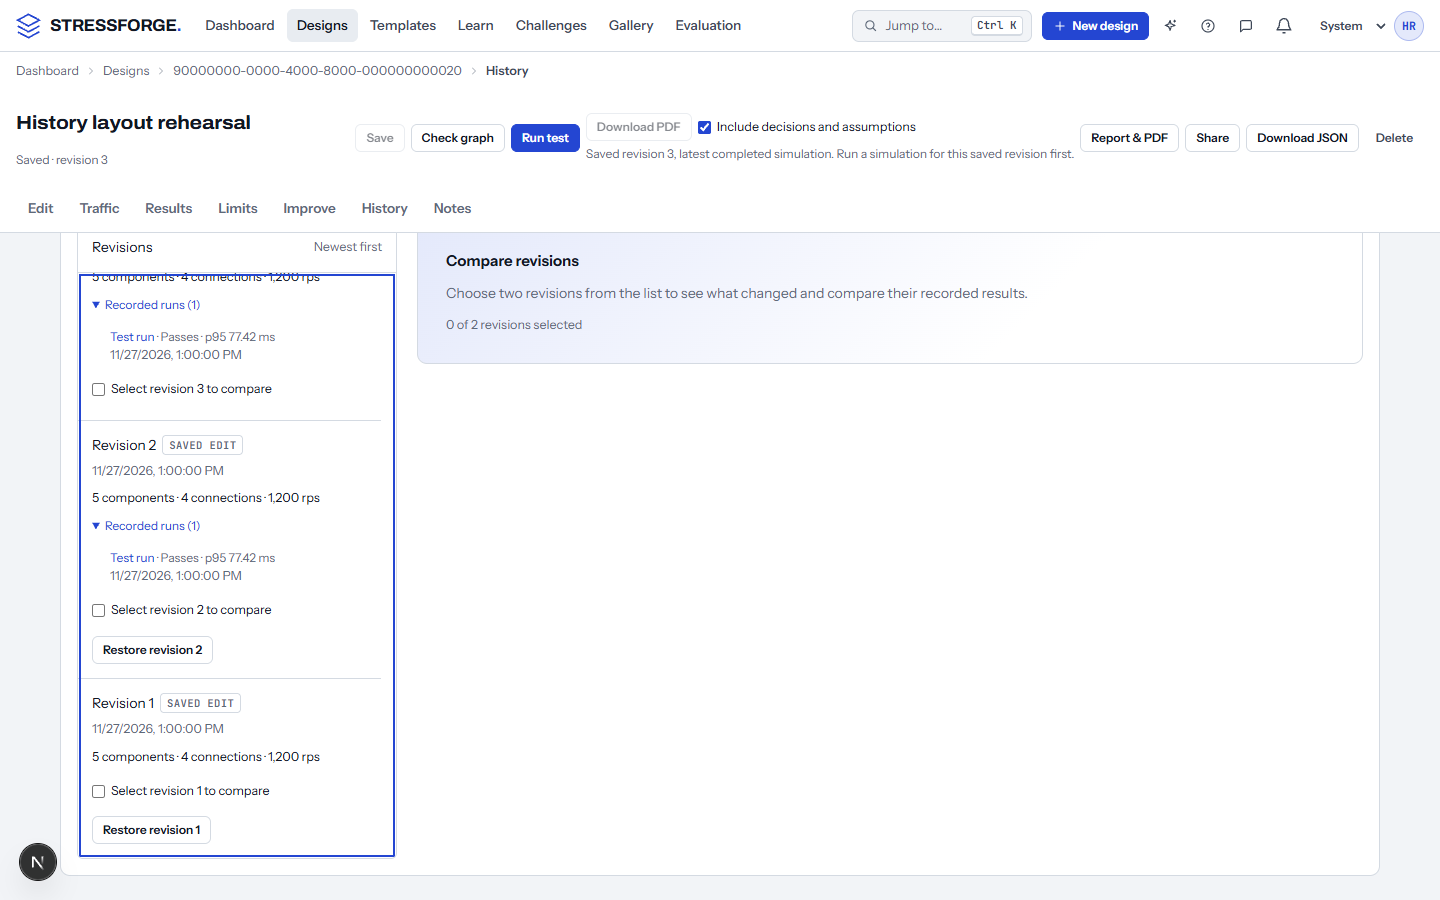 STRESSFORGE.
Dashboard
Designs
Templates
Learn
Challenges
Gallery
Evaluation
Jump to...
Ctrl K
New design
System
HR
Dashboard > Designs > 90000000-0000-4000-8000-000000000020 > History
History layout rehearsal
Saved · revision 3
Save
Check graph
Run test
Download PDF
Include decisions and assumptions
Saved revision 3, latest completed simulation. Run a simulation for this saved revision first.
Report & PDF
Share
Download JSON
Delete
Edit
Traffic
Results
Limits
Improve
History
Notes
Revisions
Newest first
5 components · 4 connections · 1,200 rps
Recorded runs (1)
Test run · Passes · p95 77.42 ms
11/27/2026, 1:00:00 PM
Select revision 3 to compare
Revision 2 SAVED EDIT
11/27/2026, 1:00:00 PM
5 components · 4 connections · 1,200 rps
Recorded runs (1)
Test run · Passes · p95 77.42 ms
11/27/2026, 1:00:00 PM
Select revision 2 to compare
Restore revision 2
Revision 1 SAVED EDIT
11/27/2026, 1:00:00 PM
5 components · 4 connections · 1,200 rps
Select revision 1 to compare
Restore revision 1
Compare revisions
Choose two revisions from the list to see what changed and compare their recorded results.
0 of 2 revisions selected
N